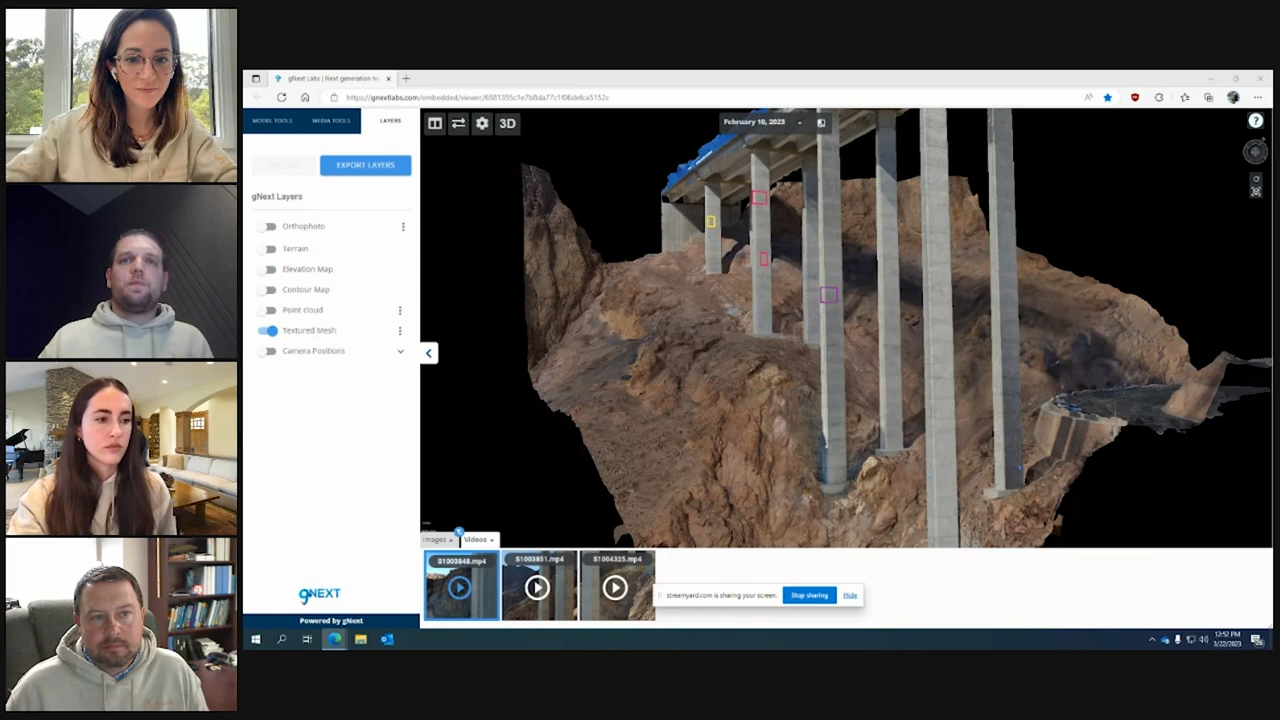 gNext Labs | Next generation to
https://gnextlabs.com/embedded/viewer/
MODEL TOOLS
MEDIA TOOLS
LAYERS
3D
February 10, 2023
EXPORT LAYERS
gNext Layers
Orthophoto
Terrain
Elevation Map
Contour Map
Point cloud
Textured Mesh
Camera Positions
Images
Videos
S1003848.mp4
S1003851.mp4
S1004325.mp4
streamyard.com is sharing your screen.
Stop sharing
Hide
gNEXT
Powered by gNext
12:52 PM
3/22/2023